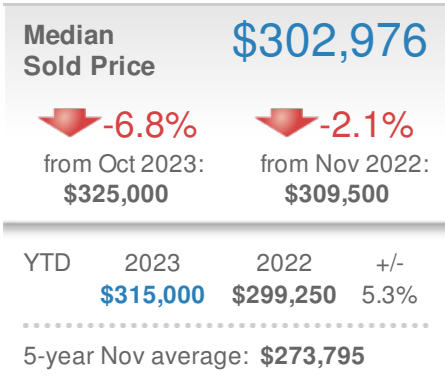 Median $302,976
Sold Price
-6.8% -2.1%
from Oct 2023: from Nov 2022:
$325,000 $309,500
YTD 2023 2022 +/-
$315,000 $299,250 5.3%
5-year Nov average: $273,795